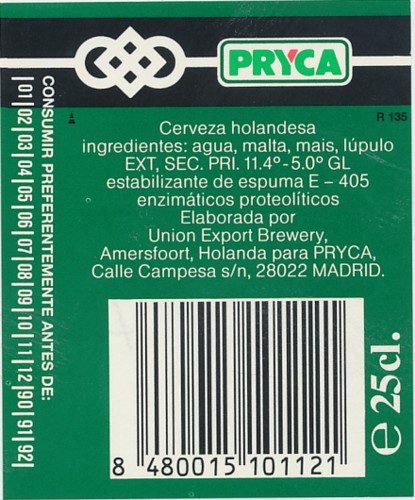 PRYCA
R 135
Cerveza holandesa
ingredientes: agua, malta, mais, lúpulo
EXT, SEC. PRI. 11.4º-5.0º GL
estabilizante de espuma E – 405
enzimáticos proteolíticos
Elaborada por
Union Export Brewery,
Amersfoort, Holanda para PRYCA,
Calle Campesa s/n, 28022 MADRID.
CONSUMIR PREFERENTEMENTE ANTES DE:
|01|02|03|04|05|06|07|08|09|10|11|12|90|91|92|
e 25cl.
8 480015 101121